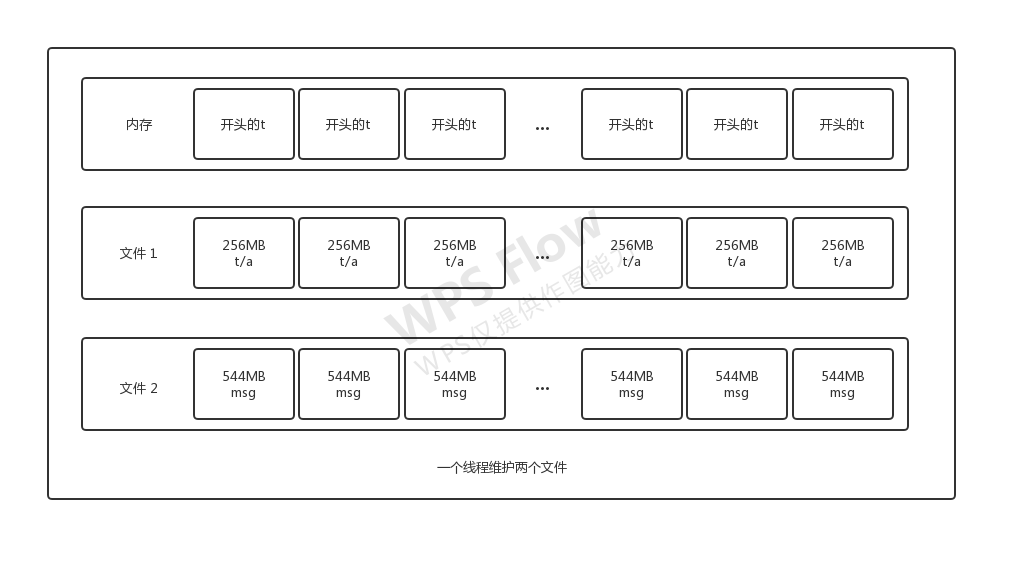 内存
开头的t
开头的t
开头的t
...
开头的t
开头的t
开头的t
文件 1
256MB
t/a
256MB
t/a
256MB
t/a
...
256MB
t/a
256MB
t/a
256MB
t/a
文件 2
544MB
msg
544MB
msg
544MB
msg
...
544MB
msg
544MB
msg
544MB
msg
一个线程维护两个文件
WPS Flow
WPS仅提供作图能力